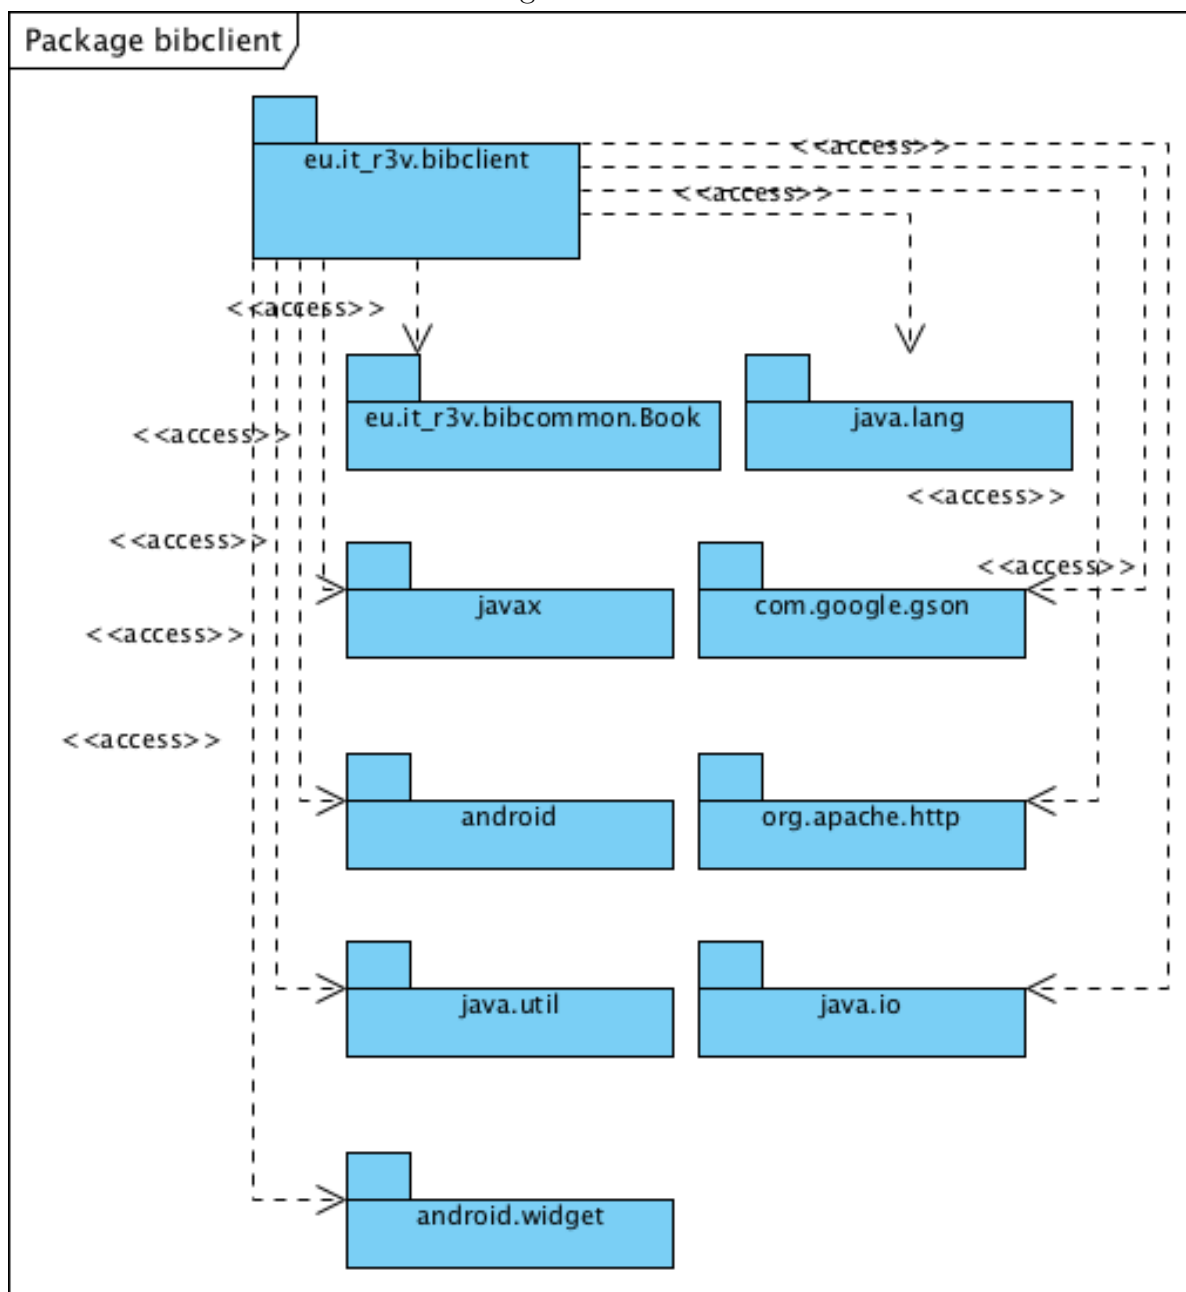 Package bibclient
<<access>>
eu.it_r3v.bibclient
<<access>>
<<access>>
eu.it_r3v.bibcommon.Book
java.lang
<<access>>
<<access>>
<<access>>
<<access>>
javax
com.google.gson
<<access>>
<<access>>
android
org.apache.http
java.util
java.io
android.widget